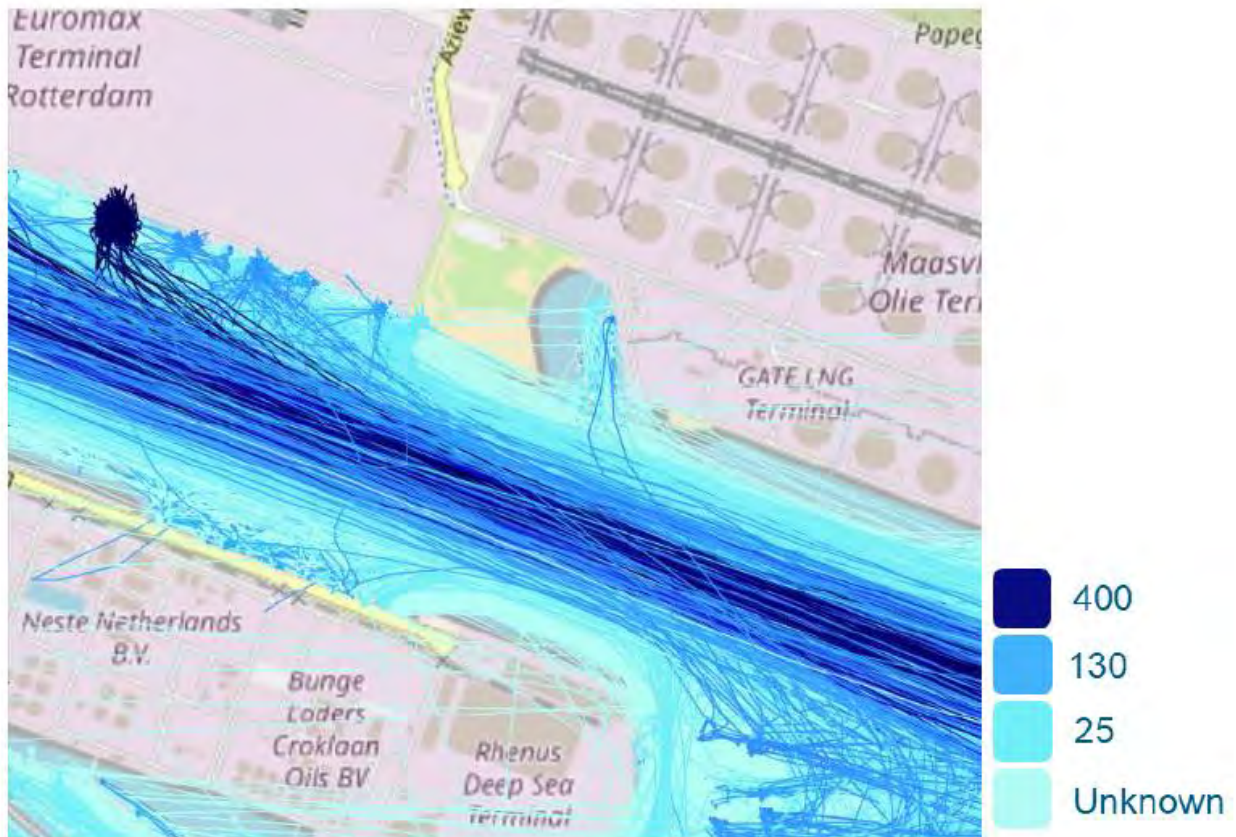 Euromax
Terminal
Rotterdam
Maasvl
Olie Ter
GATE LNG
Terminal
Neste Netherlands
B.V.
Bunge
Loders
Croklaan
Oils BV
Rhenus
Deep Sea
Terminal
400
130
25
Unknown